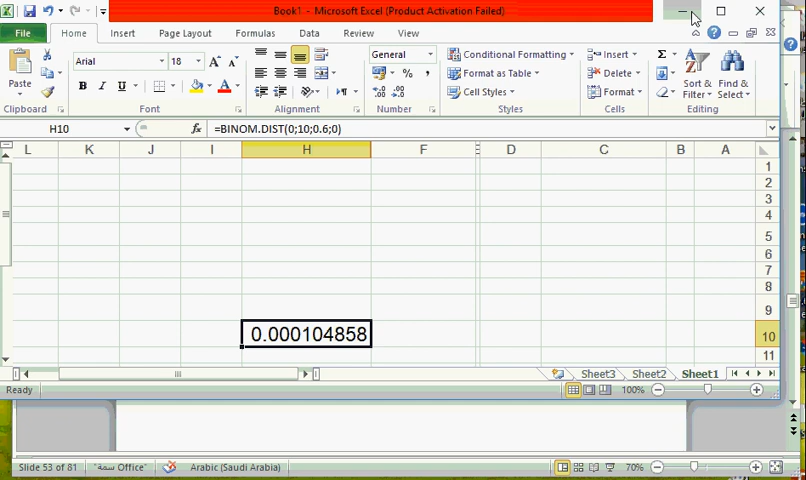 Book1 - Microsoft Excel (Product Activation Failed)
File Home Insert Page Layout Formulas Data Review View
Arial 18 General Conditional Formatting Insert
Paste Format as Table Delete Sort & Find &
B I U Cell Styles Format Filter Select
Clipboard Font Alignment Number Styles Cells Editing
H10 fx =BINOM.DIST(0;10;0.6;0)
L K J I H F E D C B A
1
2
3
4
5
6
7
8
9
0.000104858 10
11
Sheet3 Sheet2 Sheet1
Ready 100%
Slide 53 of 81 "سمة Office" Arabic (Saudi Arabia) 70%